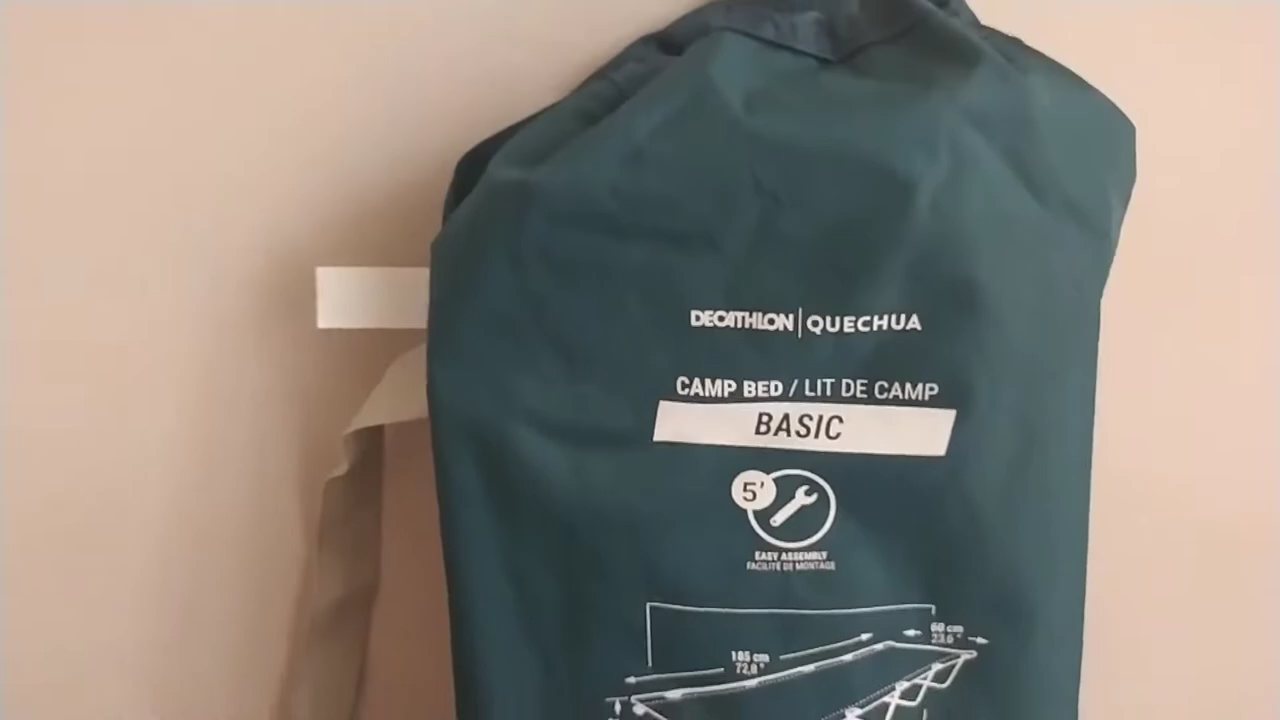 DECATHLON | QUECHUA
CAMP BED / LIT DE CAMP
BASIC
5'
EASY ASSEMBLY
FACILITÉ DE MONTAGE
60 cm
23,6 "
185 cm
72,8 "